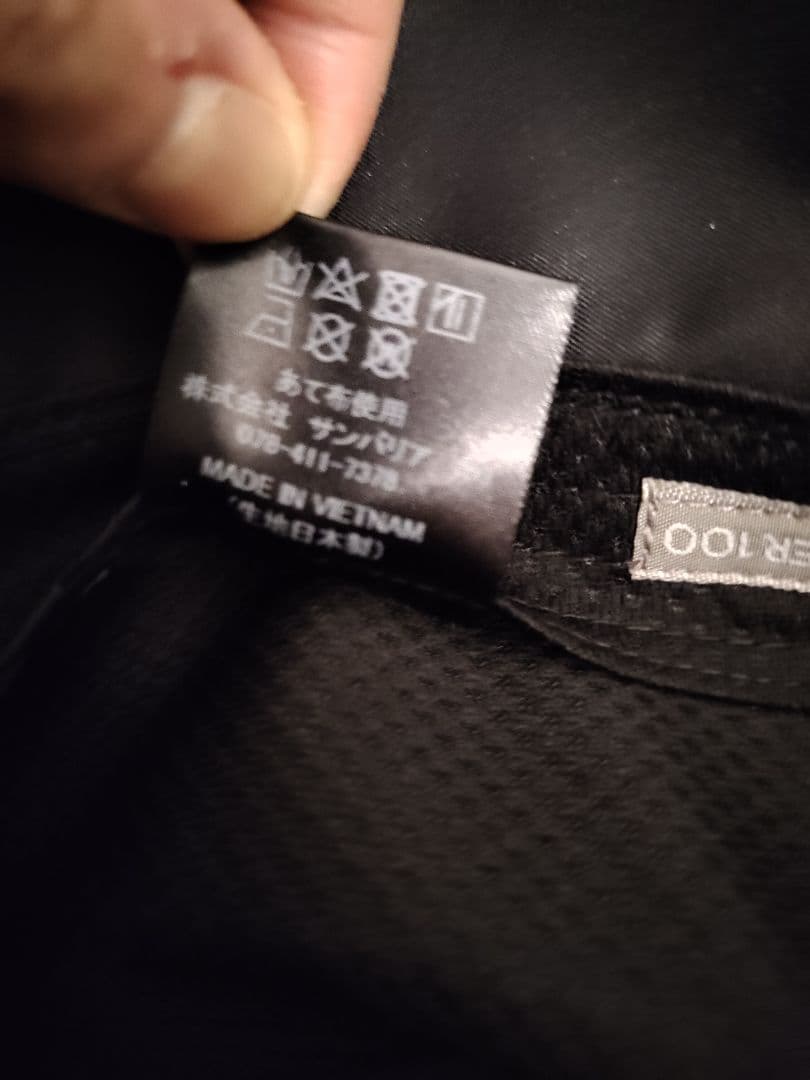 あて布使用
株式会社 サンバリア
078-411-7378
MADE IN VIETNAM
(生地日本製)
ER 100